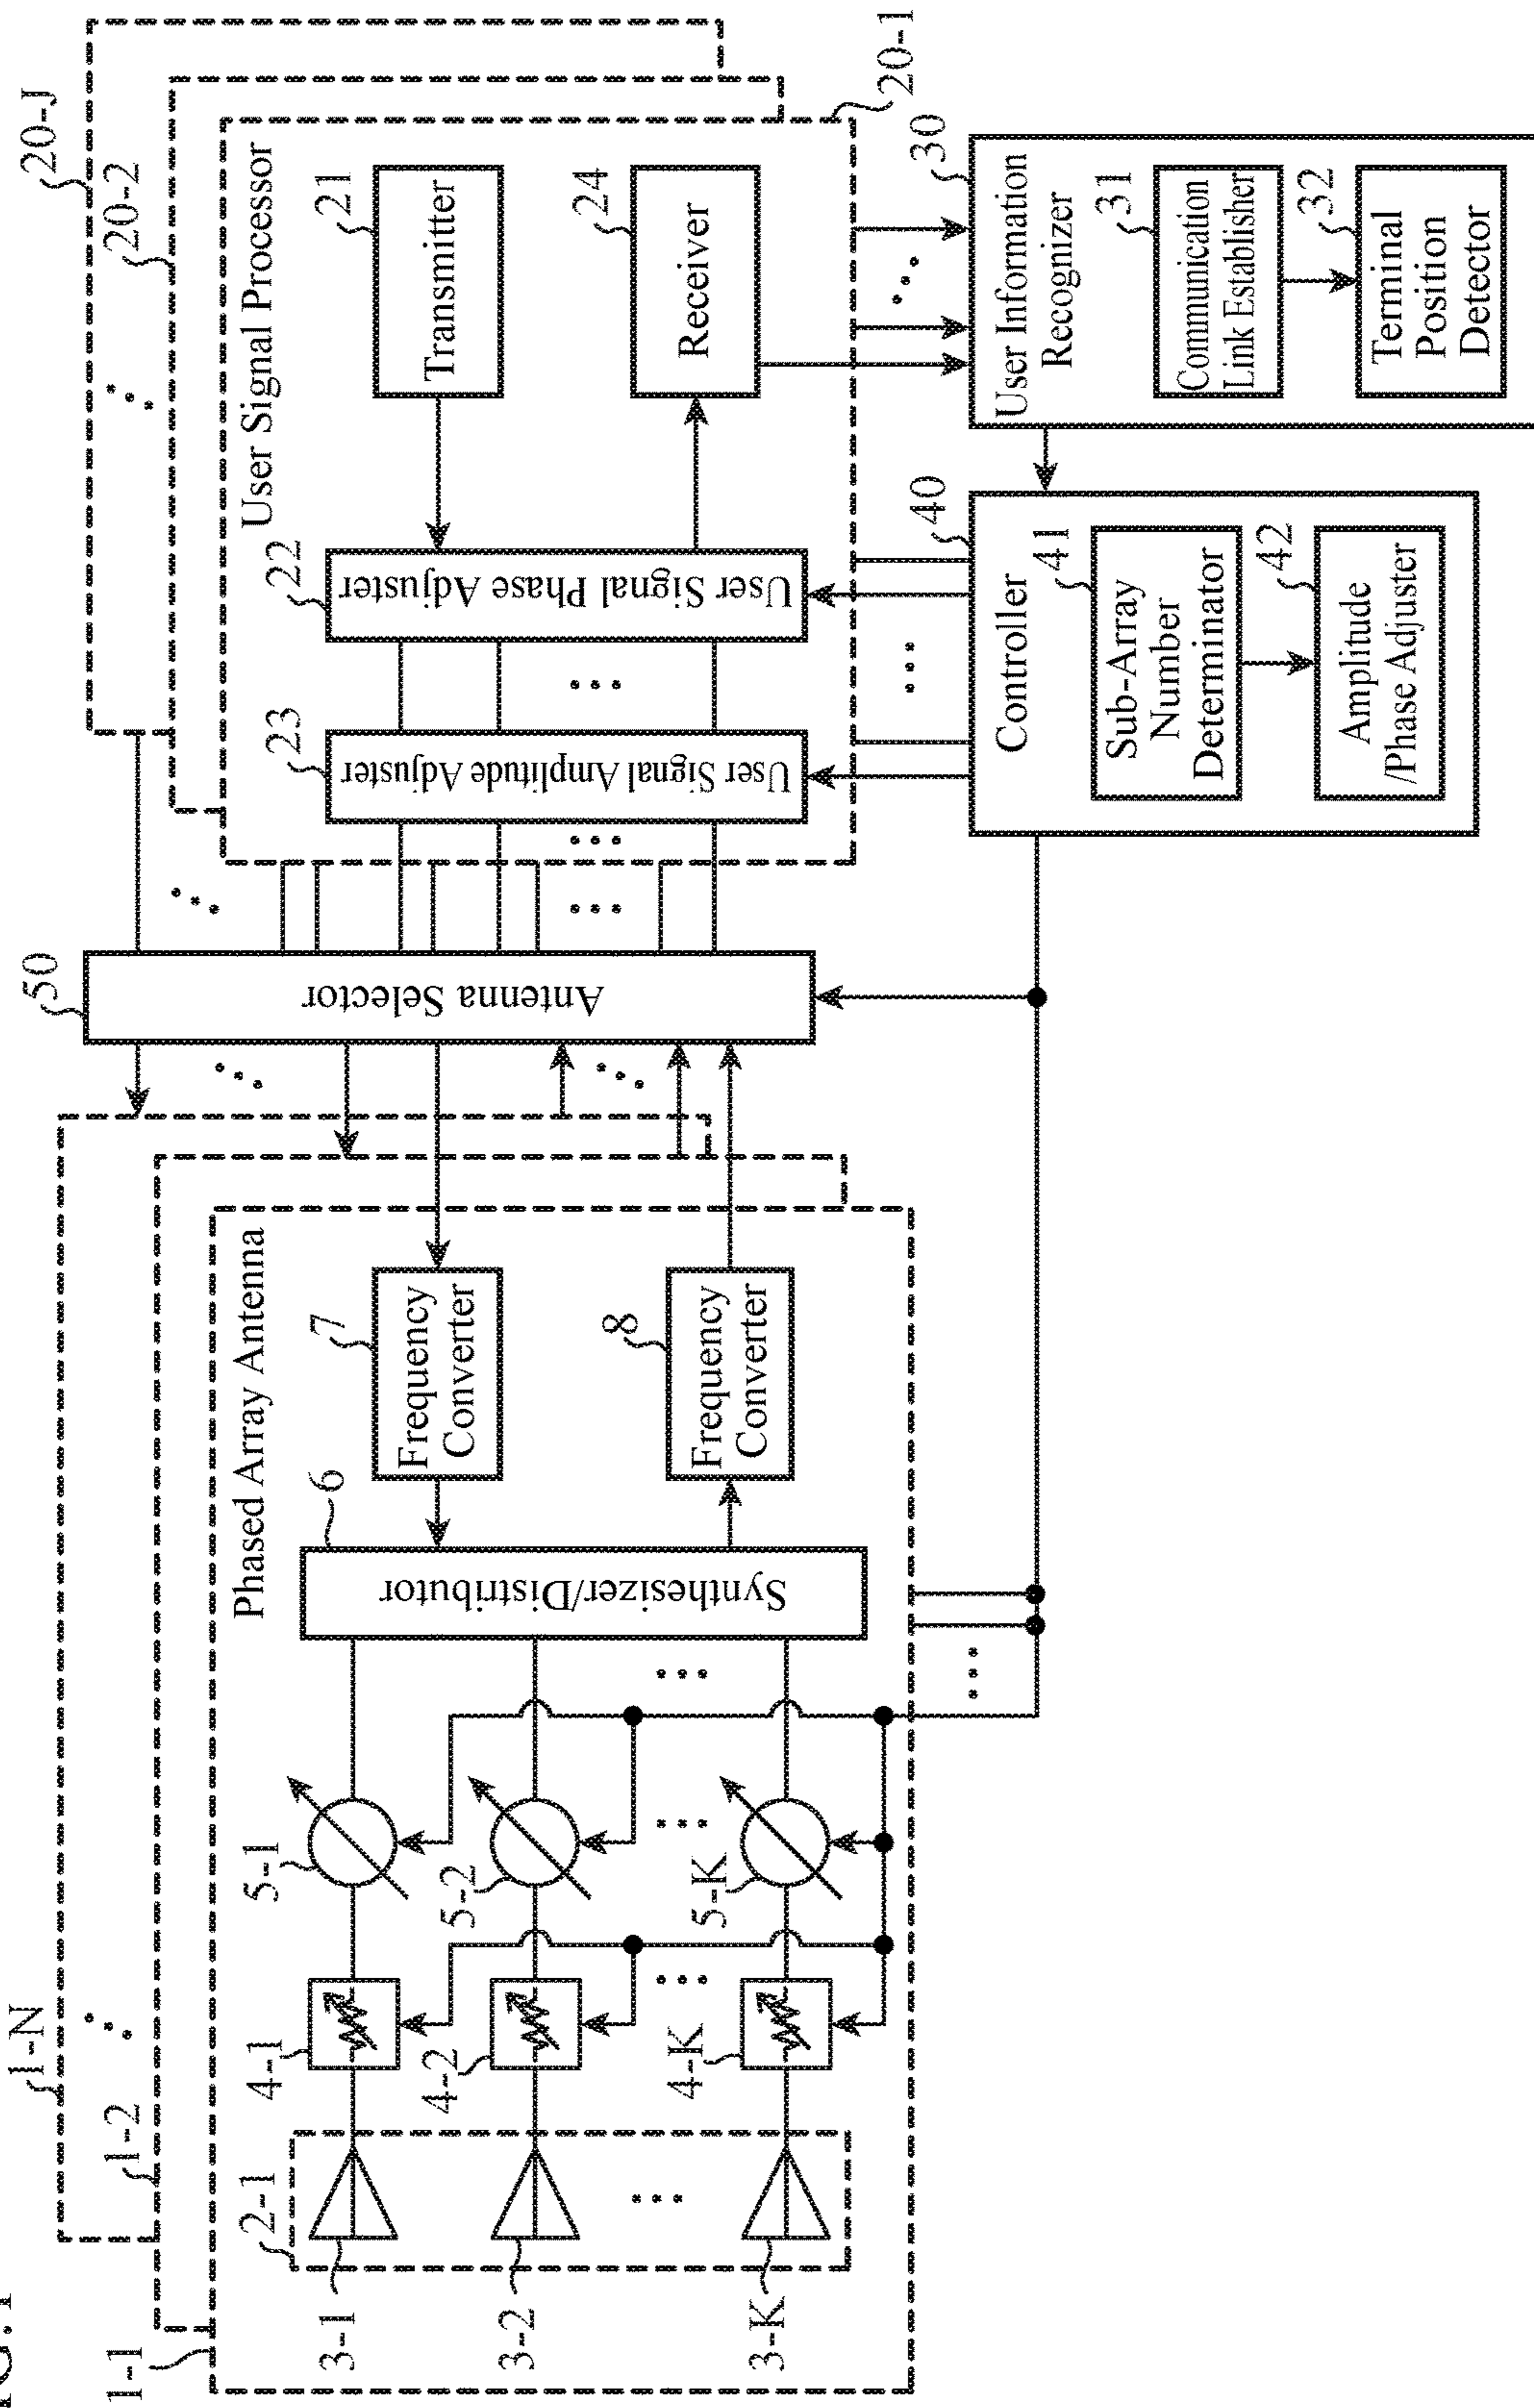 1-N
1-2
1-1
Phased Array Antenna
2-1
3-1
3-2
3-K
4-1
4-2
4-K
5-1
5-2
5-K
6
Synthesizer/Distributor
7
Frequency
Converter
8
Frequency
Converter
50
Antenna Selector
20-J
20-2
20-1
User Signal Processor
23
User Signal Amplitude Adjuster
22
User Signal Phase Adjuster
21
Transmitter
24
Receiver
40
Controller
41
Sub-Array
Number
Determinator
42
Amplitude
/Phase Adjuster
30
User Information
Recognizer
31
Communication
Link Establisher
32
Terminal
Position
Detector